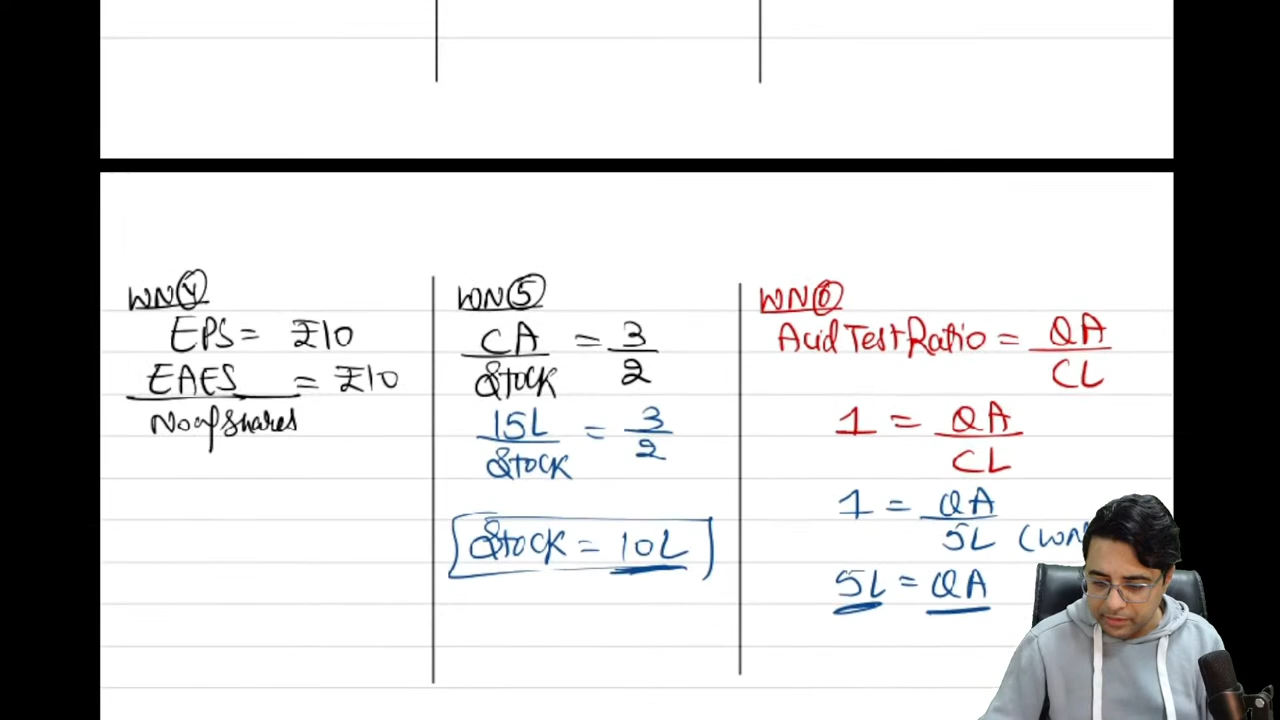 WN④
EPS = ₹10
EAES = ₹10
No of Shares
WN⑤
CA = 3
Stock 2
15L = 3
Stock 2
Stock = 10L
WN⑥
Acid Test Ratio = QA
CL
1 = QA
CL
1 = QA
5L (WN
5L = QA